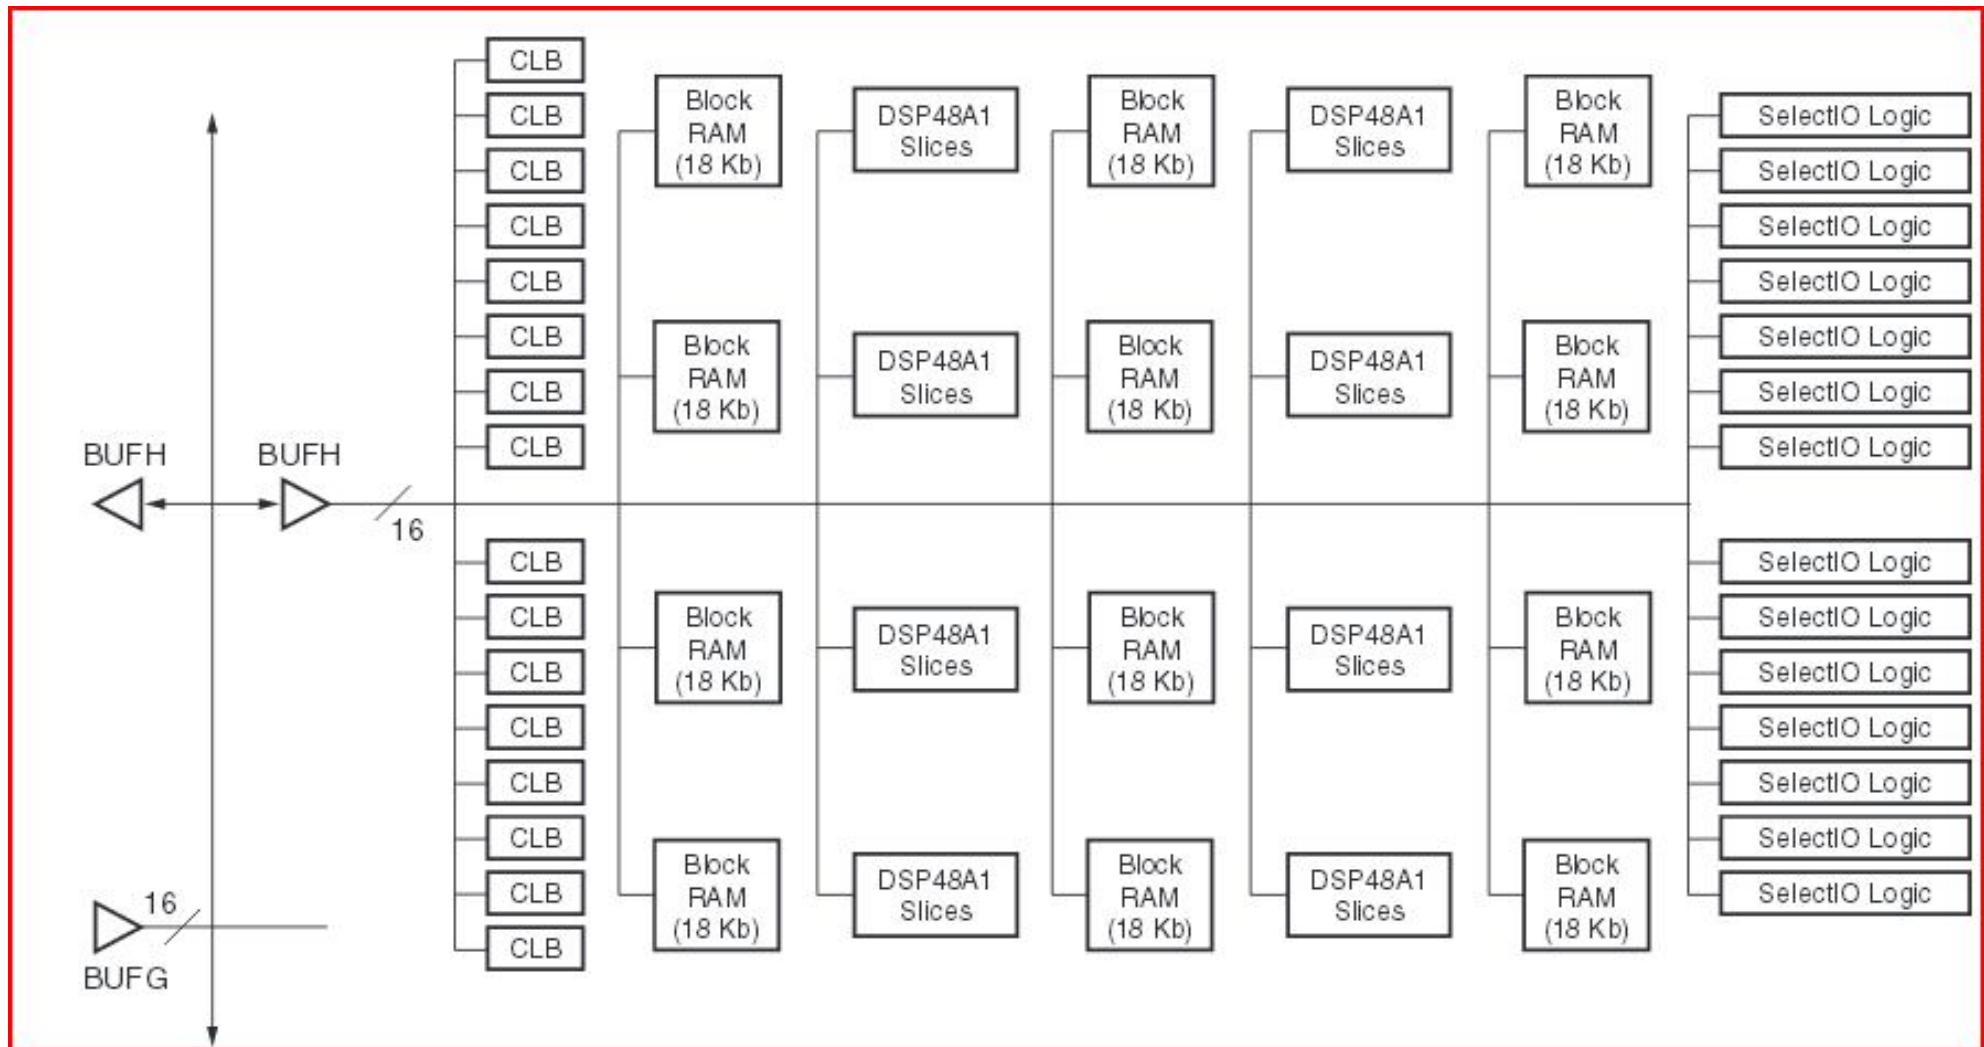 CLB
CLB
CLB
CLB
CLB
CLB
CLB
CLB
Block
RAM
(18 Kb)
DSP48A1
Slices
Block
RAM
(18 Kb)
DSP48A1
Slices
Block
RAM
(18 Kb)
SelectIO Logic
SelectIO Logic
SelectIO Logic
SelectIO Logic
SelectIO Logic
SelectIO Logic
SelectIO Logic
Block
RAM
(18 Kb)
DSP48A1
Slices
Block
RAM
(18 Kb)
DSP48A1
Slices
Block
RAM
(18 Kb)
BUFH
BUFH
16
CLB
CLB
CLB
CLB
CLB
CLB
CLB
CLB
Block
RAM
(18 Kb)
DSP48A1
Slices
Block
RAM
(18 Kb)
DSP48A1
Slices
Block
RAM
(18 Kb)
SelectIO Logic
SelectIO Logic
SelectIO Logic
SelectIO Logic
SelectIO Logic
SelectIO Logic
SelectIO Logic
Block
RAM
(18 Kb)
DSP48A1
Slices
Block
RAM
(18 Kb)
DSP48A1
Slices
Block
RAM
(18 Kb)
16
BUFG